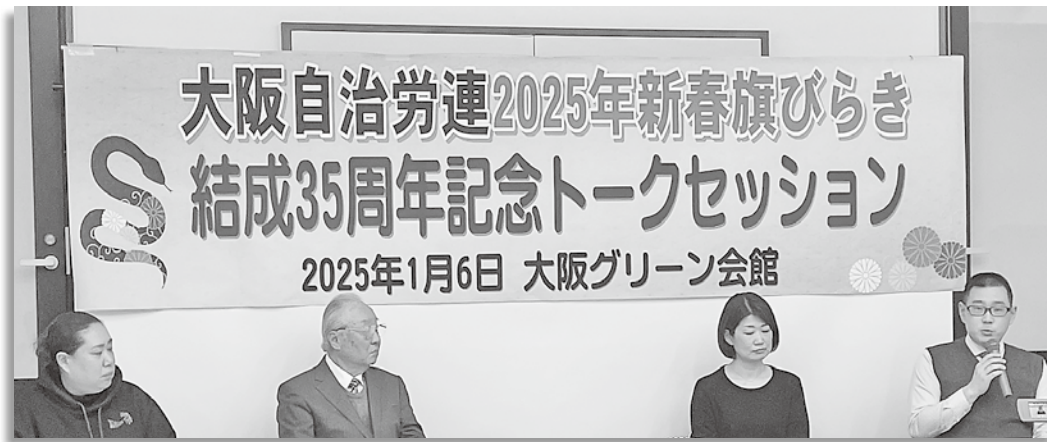 大阪自治労連2025年新春旗びらき
結成35周年記念トークセッション
2025年1月6日 大阪グリーン会館